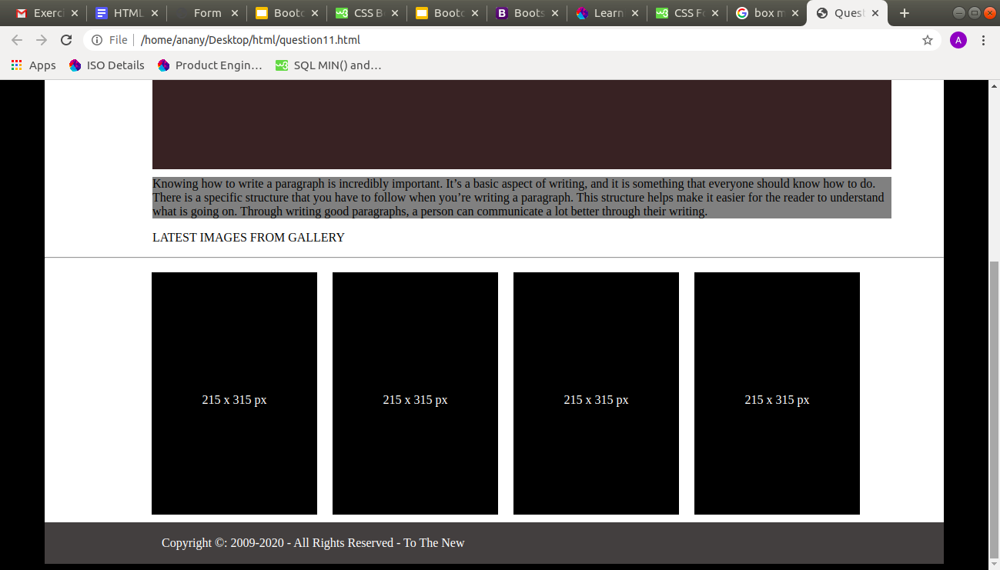 Exerci HTML Form Bootc CSS B Bootc Boots Learn CSS Fo box m Quest
File /home/anany/Desktop/html/question11.html A
Apps ISO Details Product Engin… SQL MIN() and…
Knowing how to write a paragraph is incredibly important. It’s a basic aspect of writing, and it is something that everyone should know how to do.
There is a specific structure that you have to follow when you’re writing a paragraph. This structure helps make it easier for the reader to understand
what is going on. Through writing good paragraphs, a person can communicate a lot better through their writing.
LATEST IMAGES FROM GALLERY
215 x 315 px 215 x 315 px 215 x 315 px 215 x 315 px
Copyright ©: 2009-2020 - All Rights Reserved - To The New